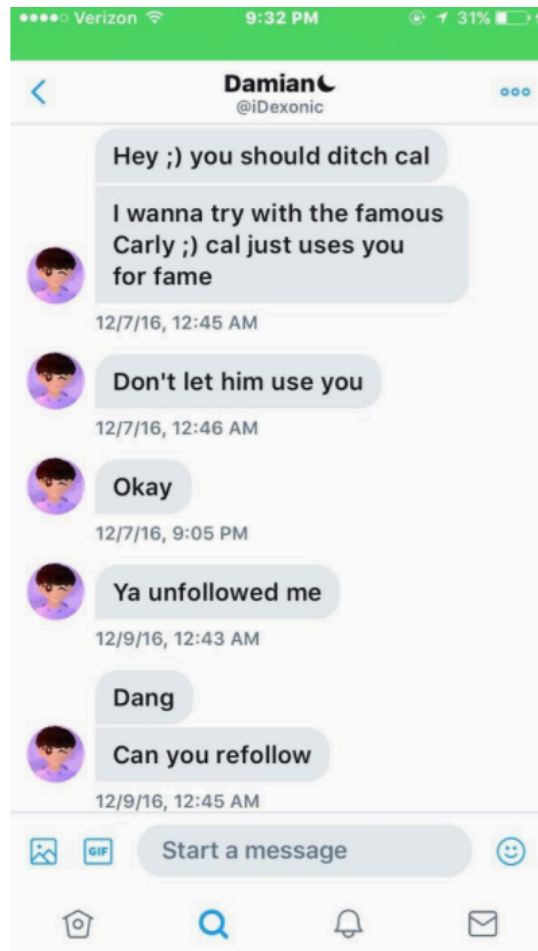 Verizon 9:32 PM 31%
Damian
@iDexonic
Hey ;) you should ditch cal
I wanna try with the famous
Carly ;) cal just uses you
for fame
12/7/16, 12:45 AM
Don't let him use you
12/7/16, 12:46 AM
Okay
12/7/16, 9:05 PM
Ya unfollowed me
12/9/16, 12:43 AM
Dang
Can you refollow
12/9/16, 12:45 AM
GIF Start a message